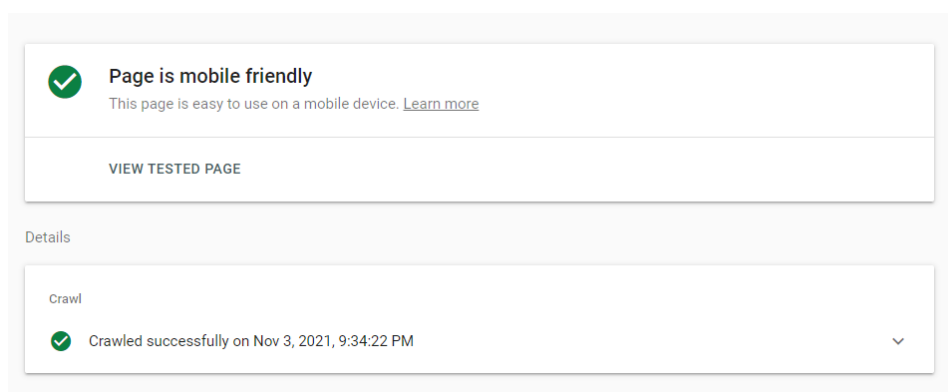 Page is mobile friendly
This page is easy to use on a mobile device. Learn more
VIEW TESTED PAGE
Details
Crawl
Crawled successfully on Nov 3, 2021, 9:34:22 PM